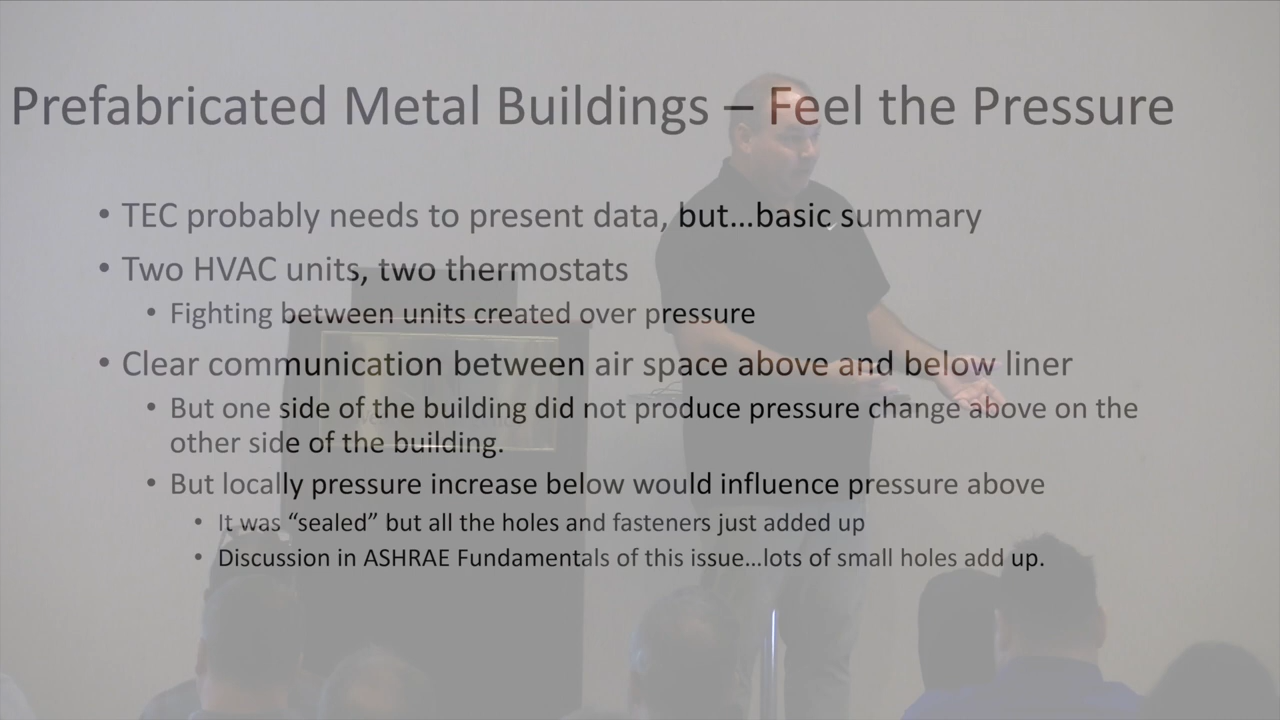 Prefabricated Metal Buildings – Feel the Pressure
• TEC probably needs to present data, but…basic summary
• Two HVAC units, two thermostats
• Fighting between units created over pressure
• Clear communication between air space above and below liner
• But one side of the building did not produce pressure change above on the
other side of the building.
• But locally pressure increase below would influence pressure above
• It was “sealed” but all the holes and fasteners just added up
• Discussion in ASHRAE Fundamentals of this issue…lots of small holes add up.